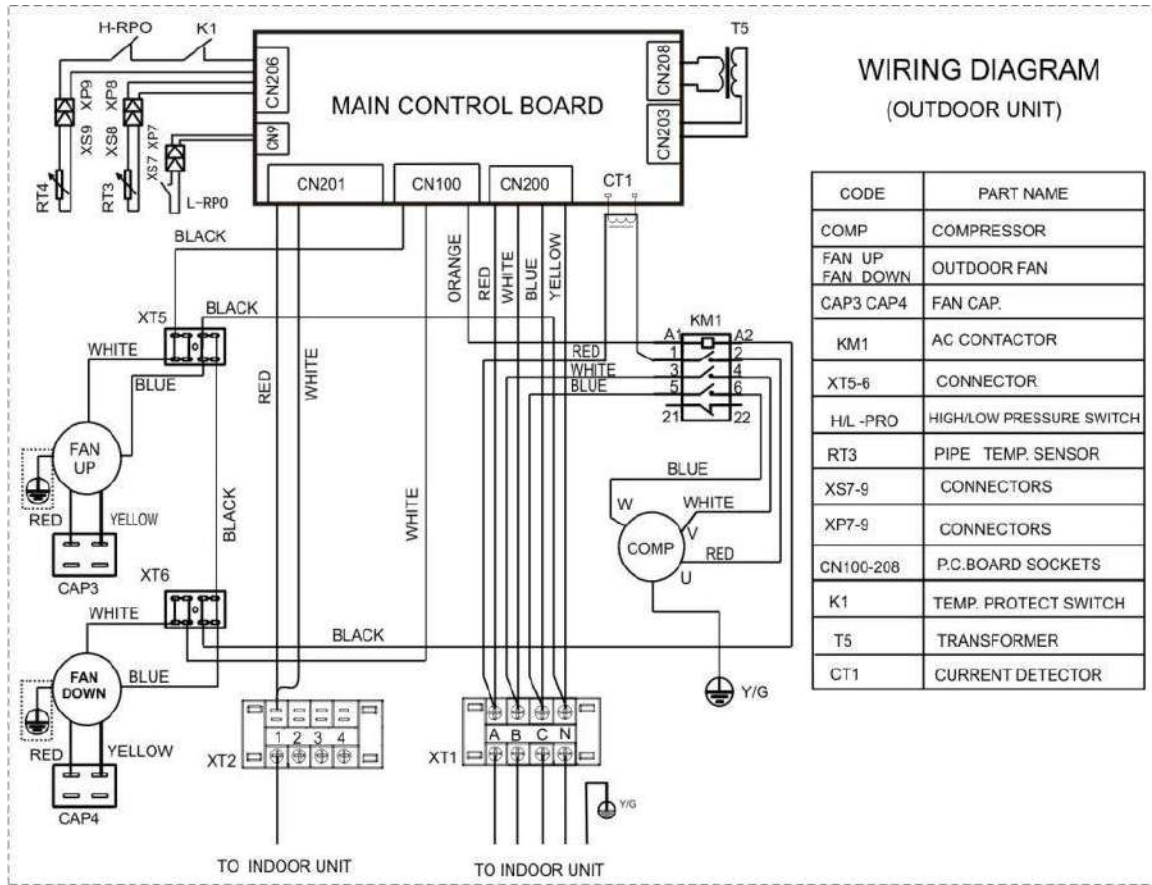 WIRING DIAGRAM
(OUTDOOR UNIT)
H-RPO
K1
T5
CN206
CN208
MAIN CONTROL BOARD
XP9
XP8
XS9
XS8
XP7
XS7
CN9
CN203
RT4
RT3
L-RPO
CN201
CN100
CN200
CT1
BLACK
ORANGE
RED
WHITE
BLUE
YELLOW
BLACK
XT5
WHITE
BLUE
RED
WHITE
KM1
A1
A2
RED
1
2
WHITE
3
4
BLUE
5
6
21
22
FAN
UP
RED
YELLOW
CAP3
BLACK
WHITE
BLUE
W
WHITE
V
COMP
RED
U
XT6
WHITE
BLACK
FAN
DOWN
BLUE
Y/G
RED
YELLOW
CAP4
XT2
1 2 3 4
XT1
A B C N
Y/G
TO INDOOR UNIT
TO INDOOR UNIT
CODE PART NAME
COMP COMPRESSOR
FAN UP
FAN DOWN
OUTDOOR FAN
CAP3 CAP4 FAN CAP.
KM1 AC CONTACTOR
XT5-6 CONNECTOR
H/L -PRO HIGH/LOW PRESSURE SWITCH
RT3 PIPE TEMP. SENSOR
XS7-9 CONNECTORS
XP7-9 CONNECTORS
CN100-208 P.C.BOARD SOCKETS
K1 TEMP. PROTECT SWITCH
T5 TRANSFORMER
CT1 CURRENT DETECTOR